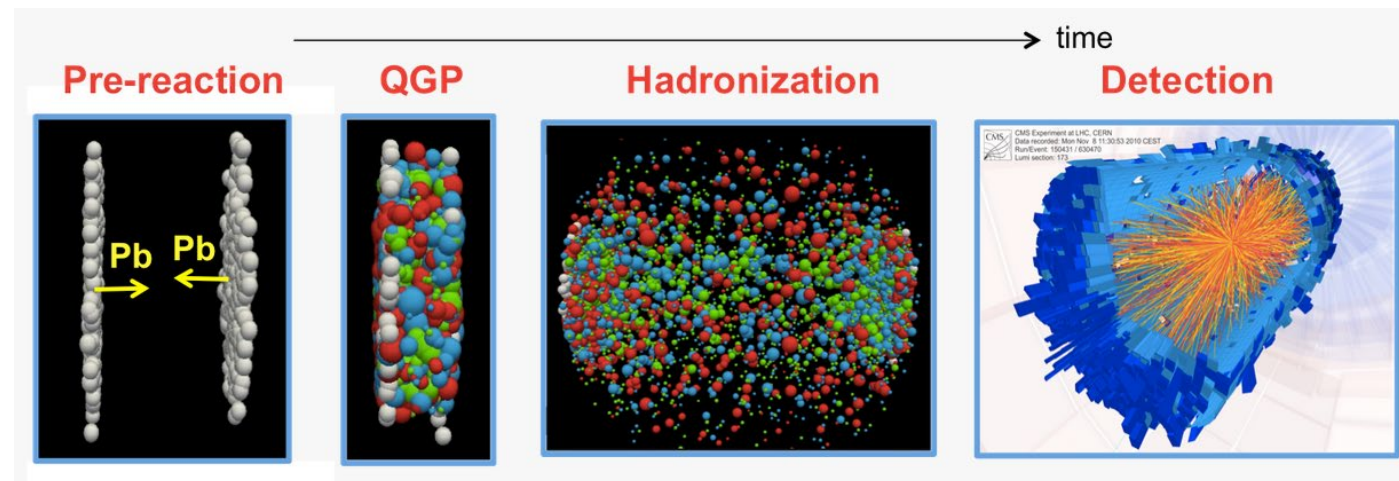 time
Pre-reaction
QGP
Hadronization
Detection
Pb
Pb
CMS
CMS Experiment at LHC, CERN
Data recorded: Mon Nov 8 11:30:53 2010 CEST
Run/Event: 150431 / 630470
Lumi section: 173